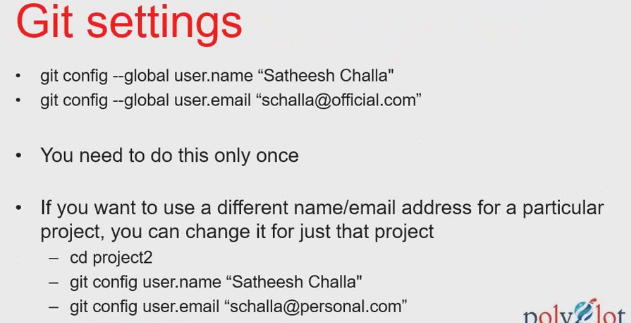 Git settings
• git config --global user.name “Satheesh Challa"
• git config --global user.email “schalla@official.com”
• You need to do this only once
• If you want to use a different name/email address for a particular
project, you can change it for just that project
– cd project2
– git config user.name “Satheesh Challa"
– git config user.email “schalla@personal.com”